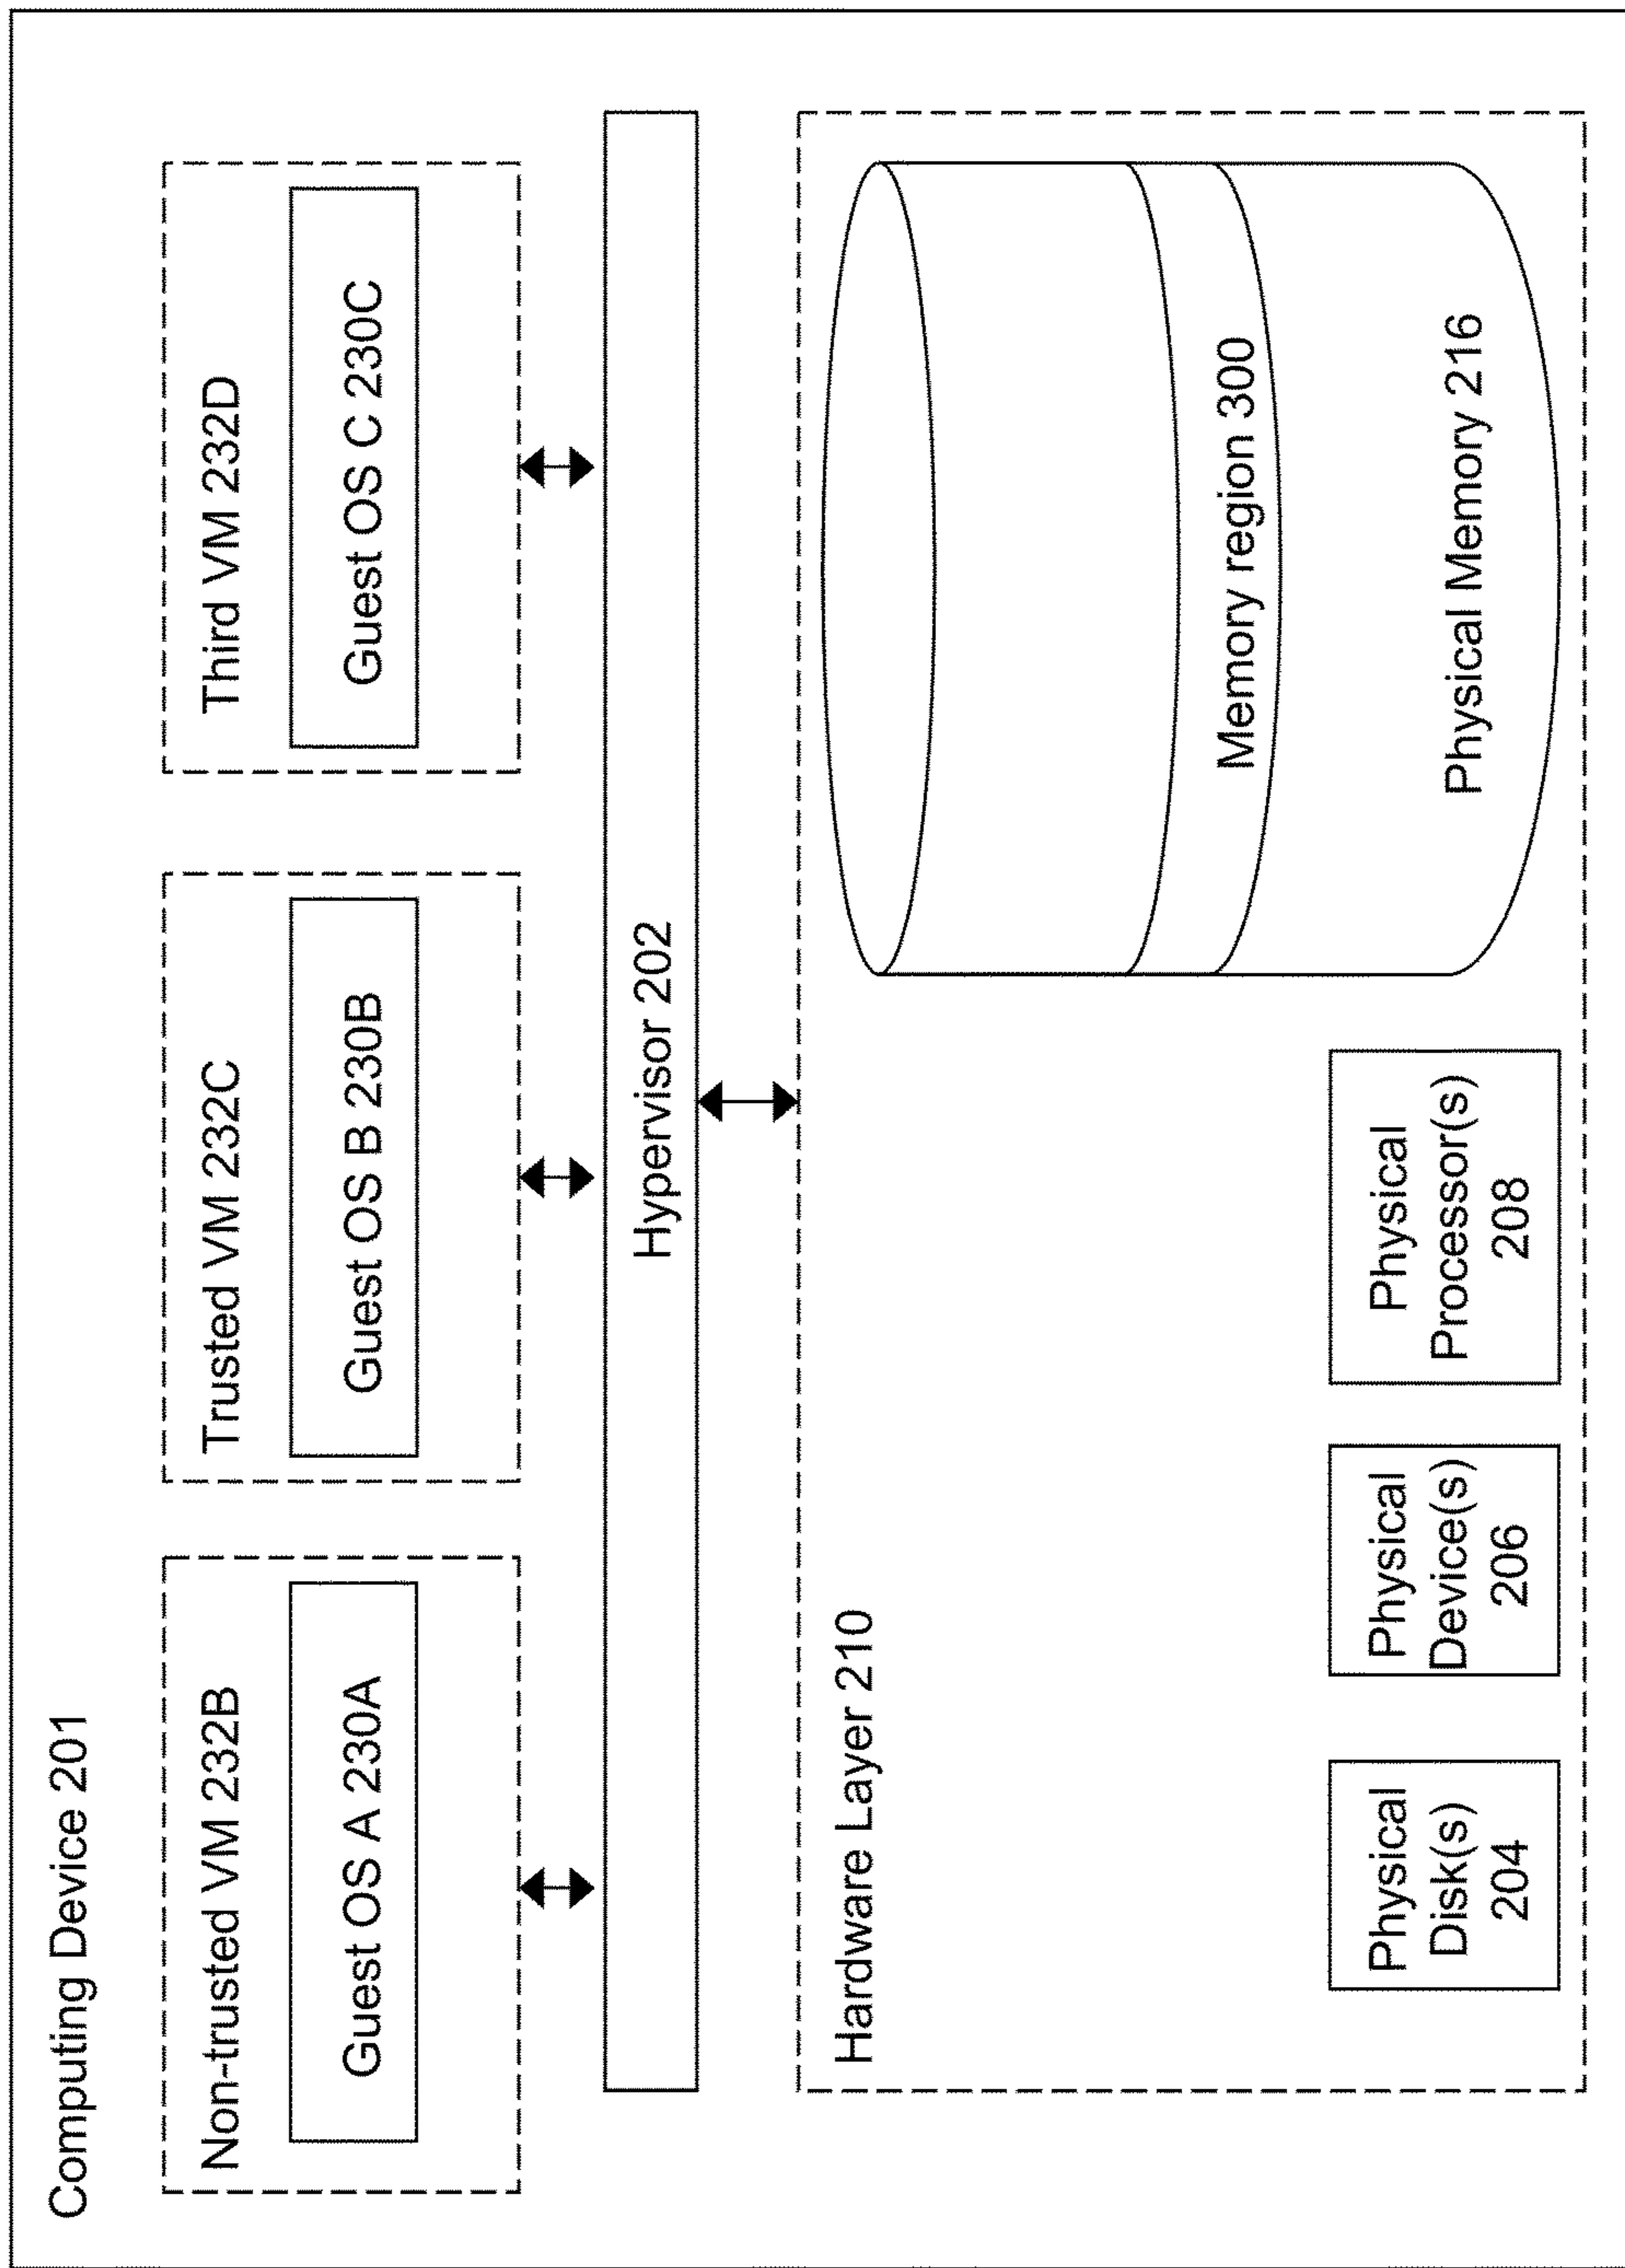 Computing Device 201
Non-trusted VM 232B
Guest OS A 230A
Trusted VM 232C
Guest OS B 230B
Third VM 232D
Guest OS C 230C
Hypervisor 202
Hardware Layer 210
Physical
Disk(s)
204
Physical
Device(s)
206
Physical
Processor(s)
208
Memory region 300
Physical Memory 216